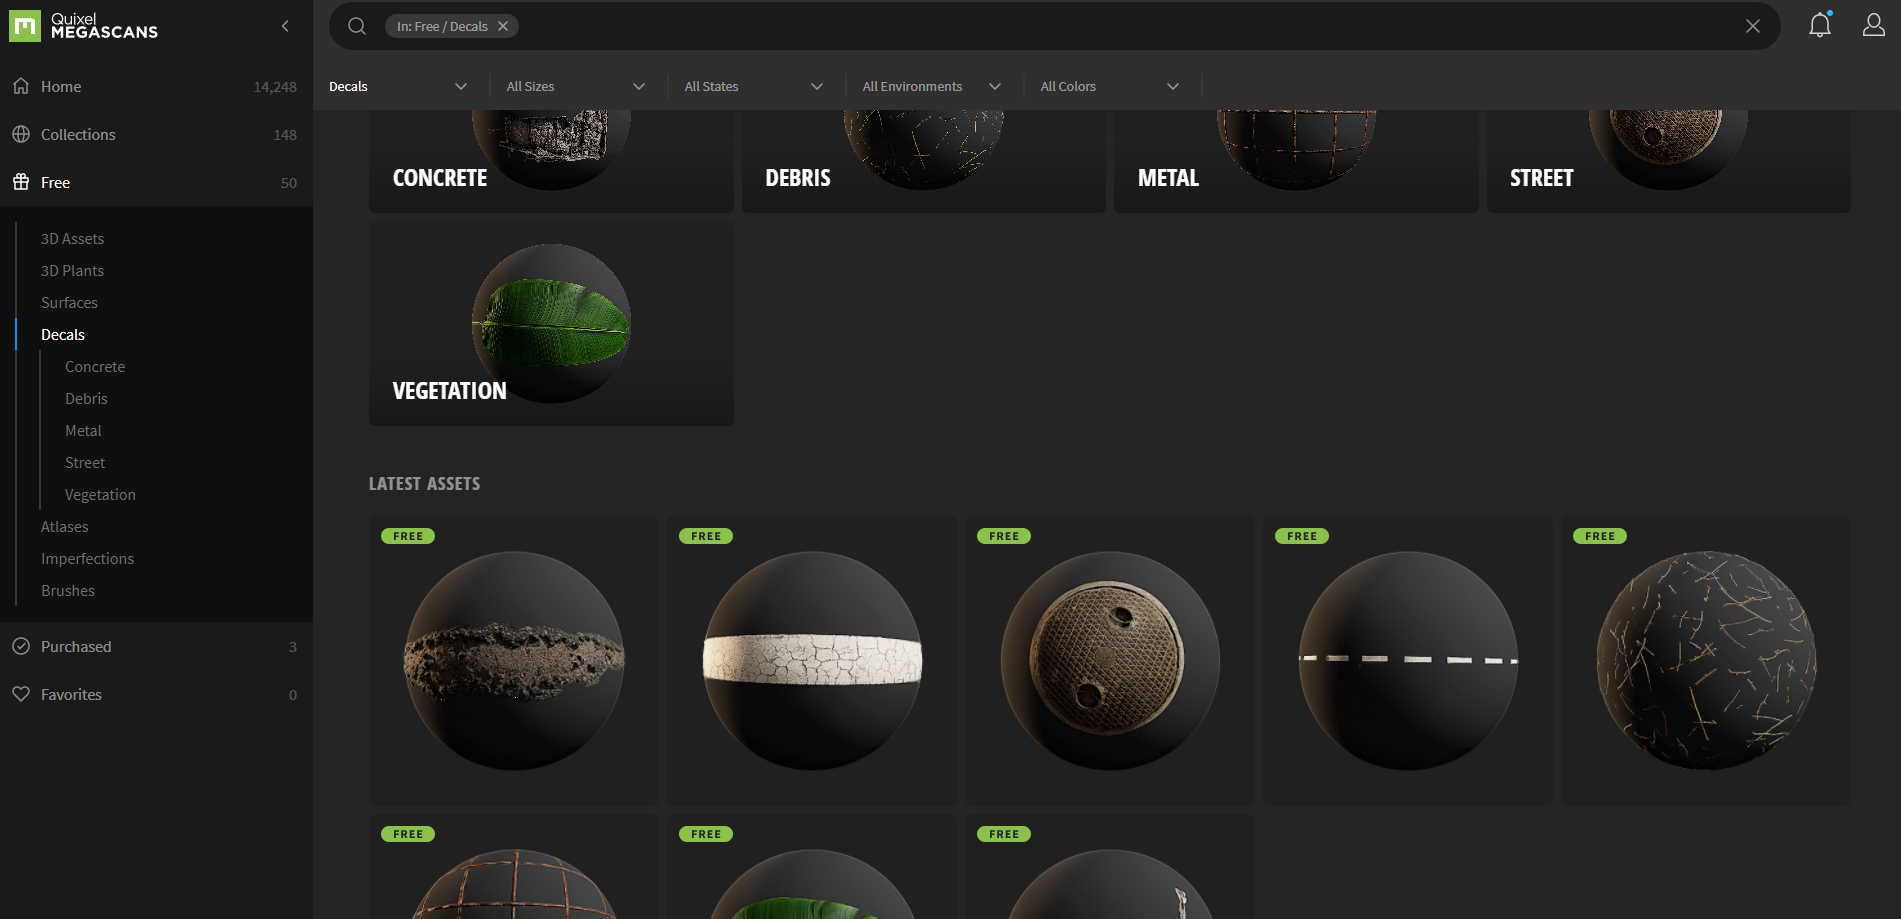 Quixel
MEGASCANS
In: Free / Decals
Home 14,248
Collections 148
Free 50
3D Assets
3D Plants
Surfaces
Decals
Concrete
Debris
Metal
Street
Vegetation
Atlases
Imperfections
Brushes
Purchased 3
Favorites 0
Decals All Sizes All States All Environments All Colors
CONCRETE DEBRIS METAL STREET
VEGETATION
LATEST ASSETS
FREE FREE FREE FREE FREE
FREE FREE FREE